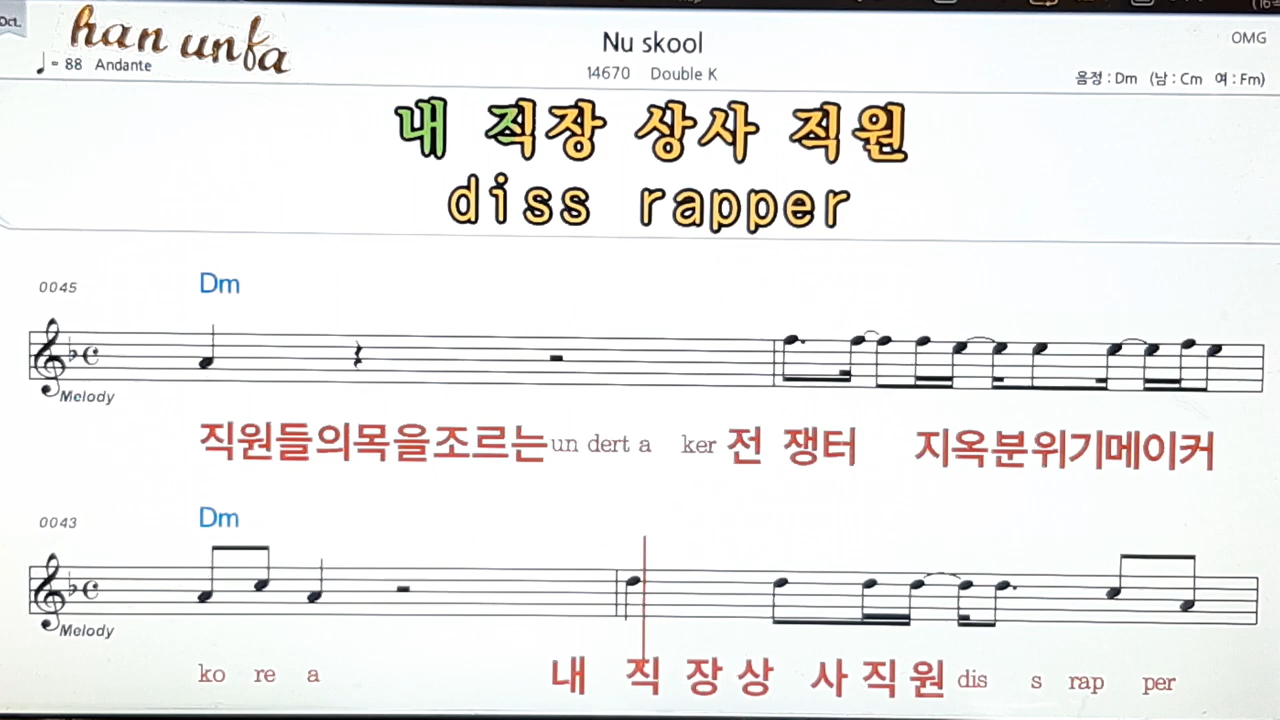 Oct.
han unfa
Nu skool
OMG
♩ = 88 Andante
14670 Double K
음정 : Dm (남 : Cm 여 : Fm)
내 직장 상사 직원
diss rapper
0045
Dm
Melody
직원들의목을조르는un dert a ker 전 쟁터 지옥분위기메이커
0043
Dm
Melody
ko re a 내 직 장 상 사 직 원 dis s rap per